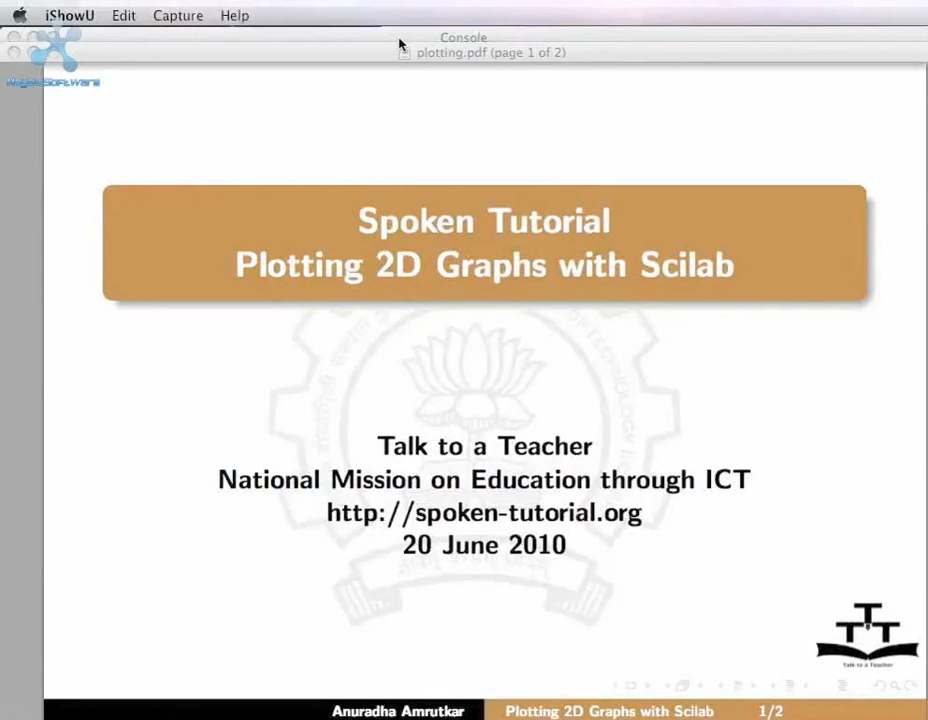 iShowU Edit Capture Help
Console
plotting.pdf (page 1 of 2)
Spoken Tutorial
Plotting 2D Graphs with Scilab
Talk to a Teacher
National Mission on Education through ICT
http://spoken-tutorial.org
20 June 2010
T T T
Talk to a Teacher
Anuradha Amrutkar Plotting 2D Graphs with Scilab 1/2